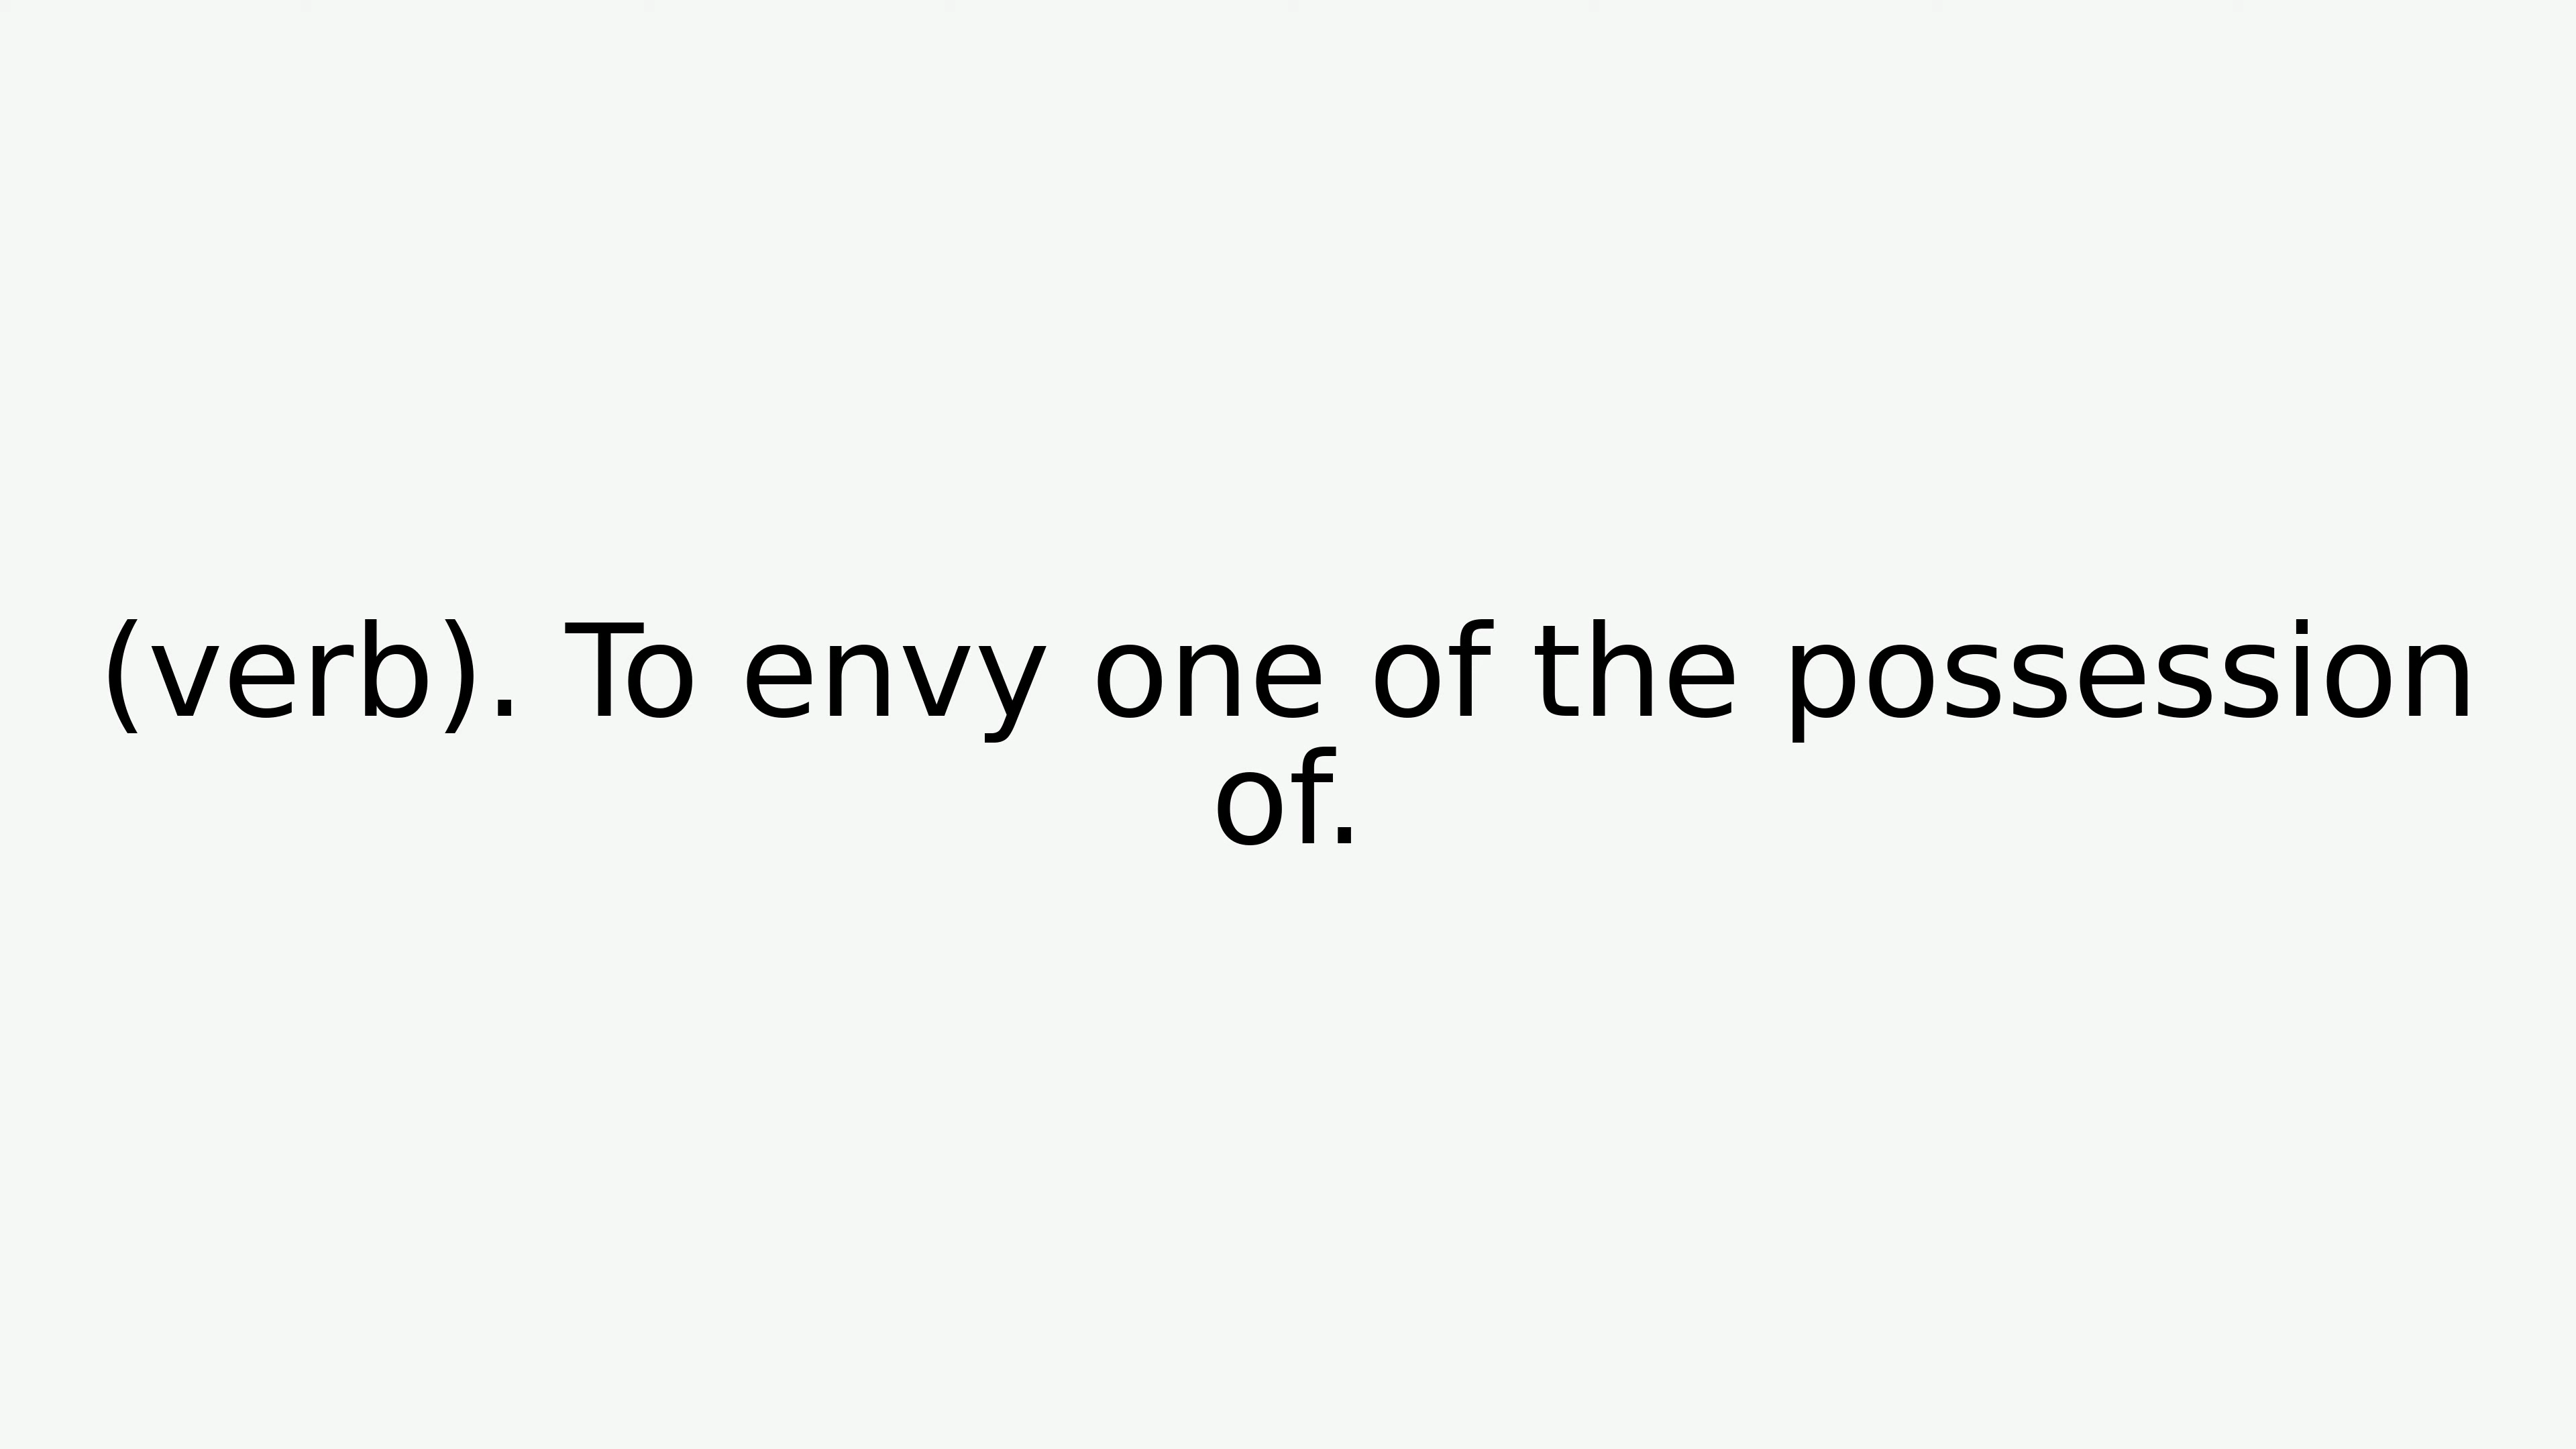 (verb). To envy one of the possession
of.